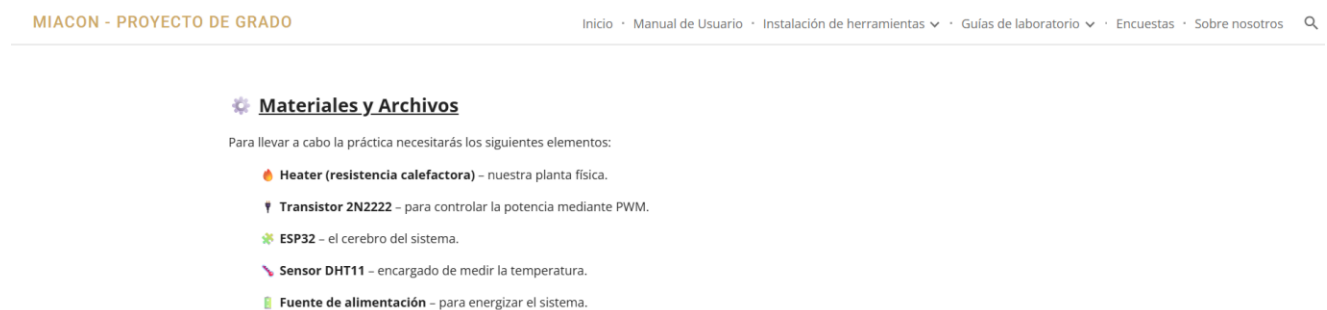 MIACON - PROYECTO DE GRADO
Inicio · Manual de Usuario · Instalación de herramientas · Guías de laboratorio · Encuestas · Sobre nosotros
Materiales y Archivos
Para llevar a cabo la práctica necesitarás los siguientes elementos:
Heater (resistencia calefactora) – nuestra planta física.
Transistor 2N2222 – para controlar la potencia mediante PWM.
ESP32 – el cerebro del sistema.
Sensor DHT11 – encargado de medir la temperatura.
Fuente de alimentación – para energizar el sistema.